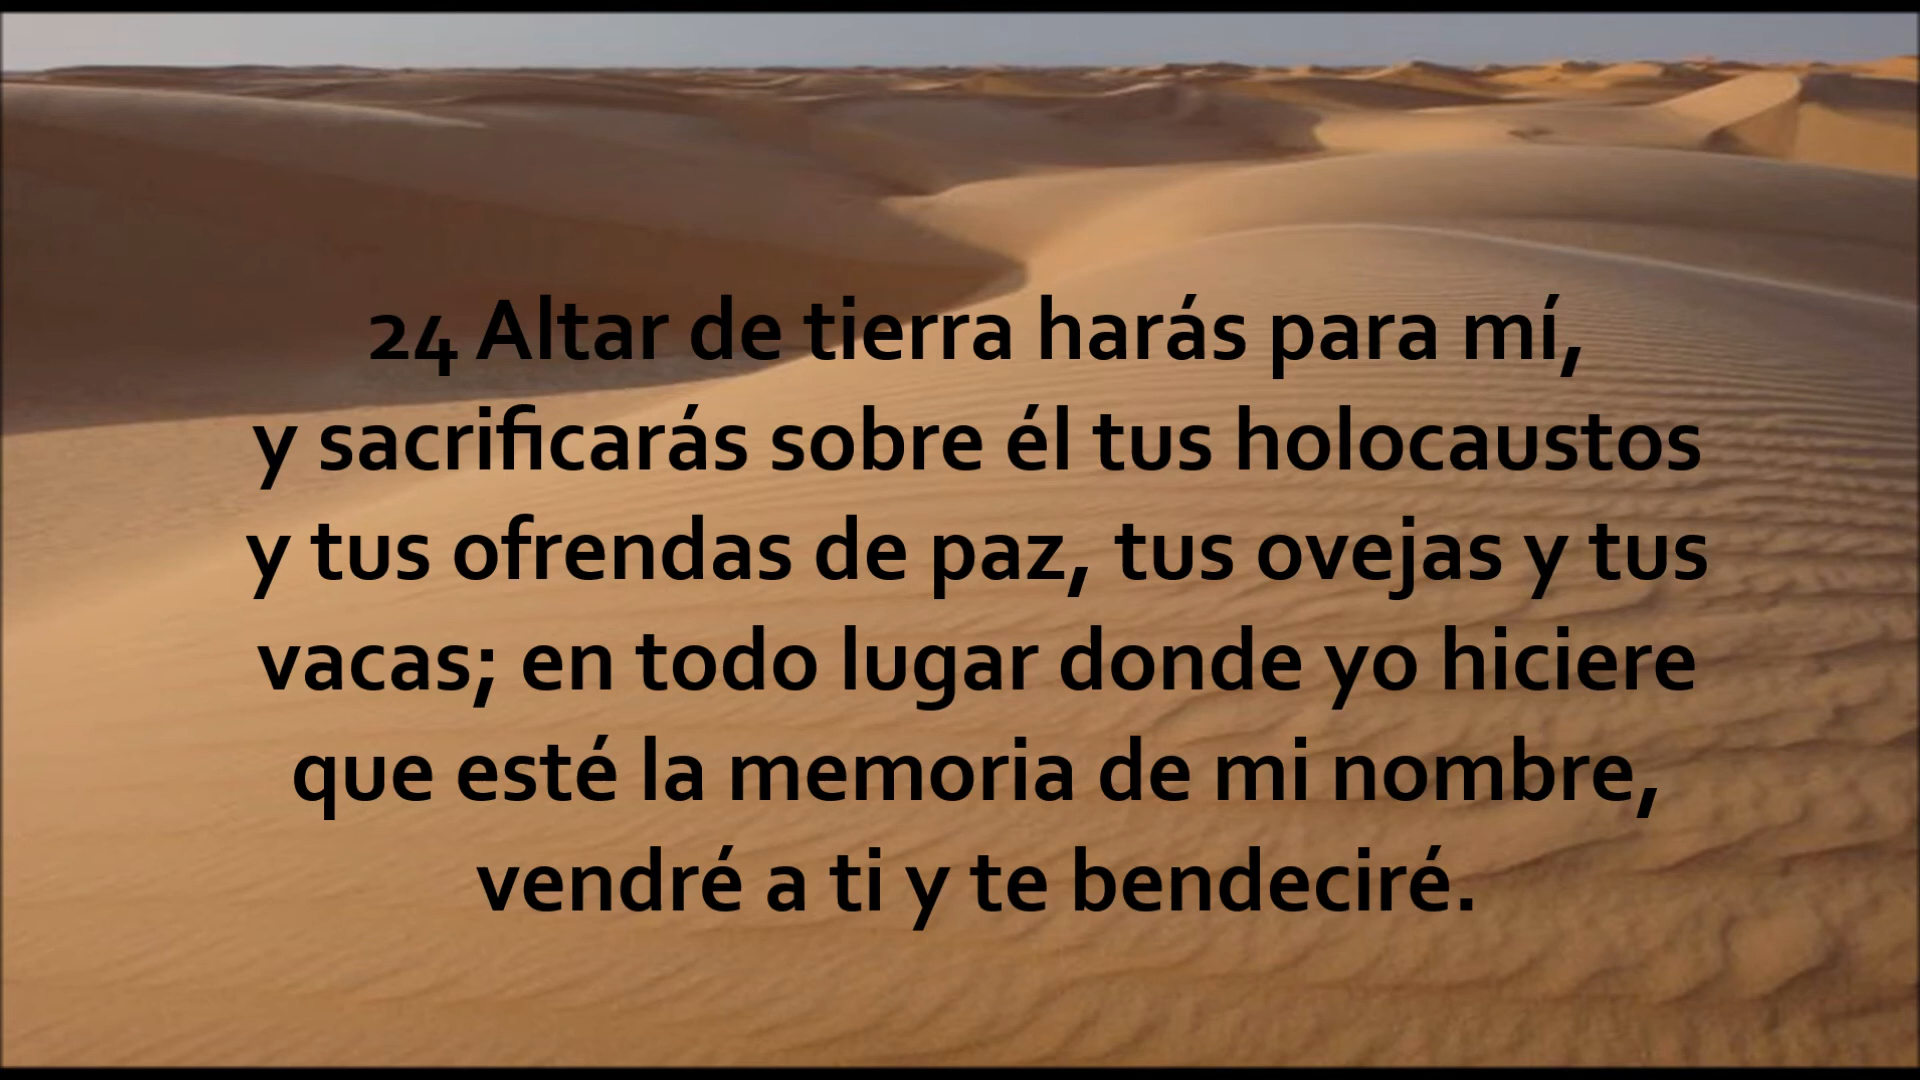 24 Altar de tierra harás para mí,
y sacrificarás sobre él tus holocaustos
y tus ofrendas de paz, tus ovejas y tus
vacas; en todo lugar donde yo hiciere
que esté la memoria de mi nombre,
vendré a ti y te bendeciré.